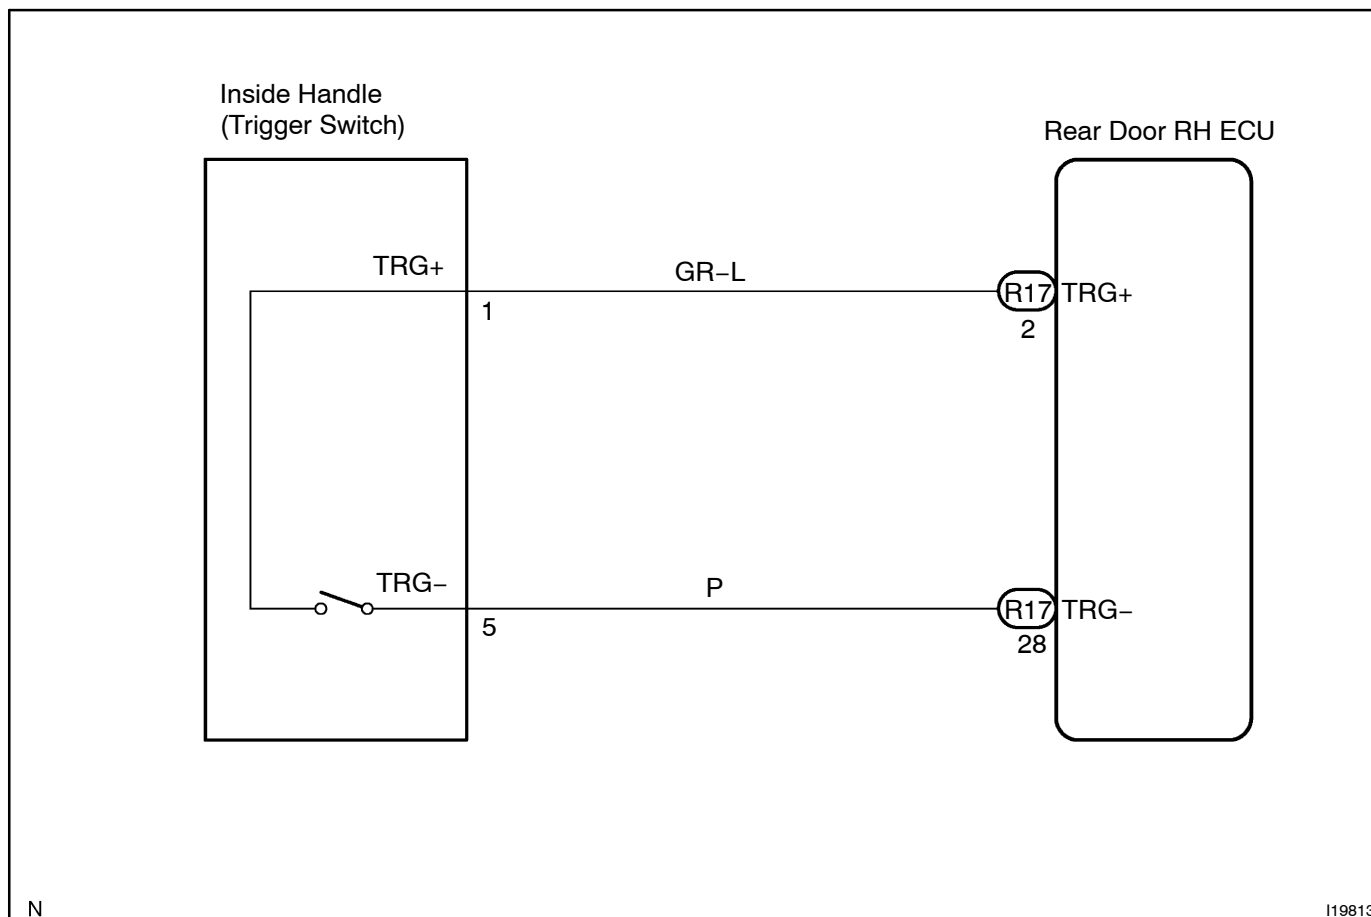 Inside Handle
(Trigger Switch)
Rear Door RH ECU
TRG+
GR−L
R17
TRG+
1
2
TRG−
P
R17
TRG−
5
28
N
I19813